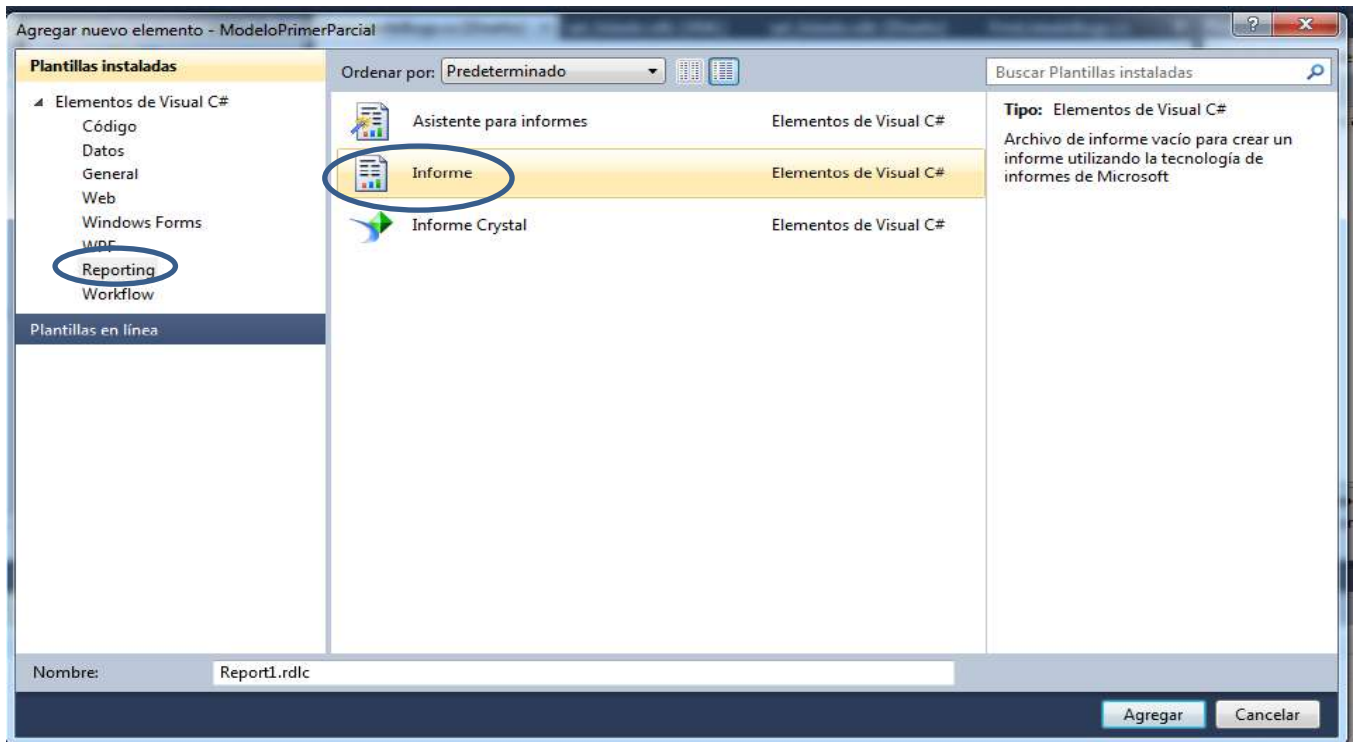 Agregar nuevo elemento - ModeloPrimerParcial
Plantillas instaladas
Elementos de Visual C#
Código
Datos
General
Web
Windows Forms
WPF
Reporting
Workflow
Plantillas en línea
Ordenar por: Predeterminado
Asistente para informes Elementos de Visual C#
Informe Elementos de Visual C#
Informe Crystal Elementos de Visual C#
Buscar Plantillas instaladas
Tipo: Elementos de Visual C#
Archivo de informe vacío para crear un
informe utilizando la tecnología de
informes de Microsoft
Nombre: Report1.rdlc
Agregar Cancelar